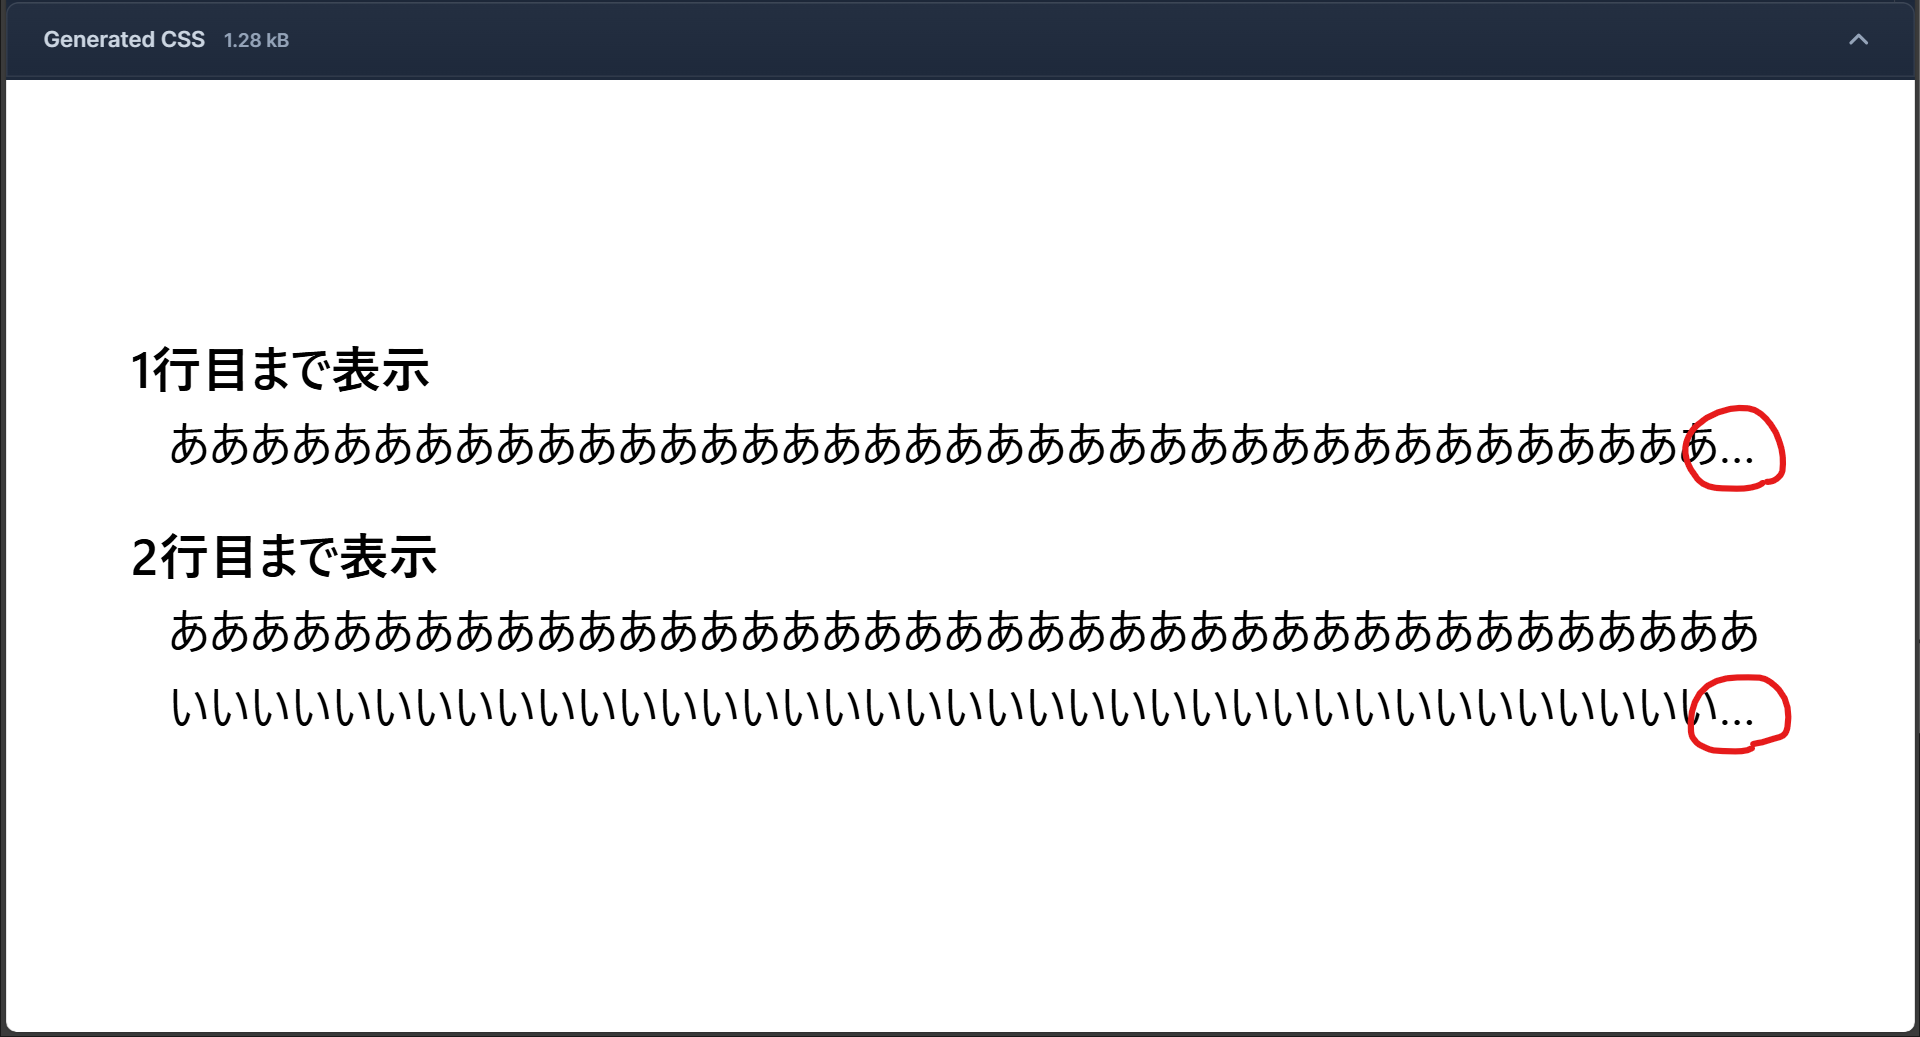 Generated CSS 1.28 kB
1行目まで表示
ああああああああああああああああああああああああああああああああああああああ…
2行目まで表示
あああああああああああああああああああああああああああああああああああああああ
いいいいいいいいいいいいいいいいいいいいいいいいいいいいいいいいいいいいいい…